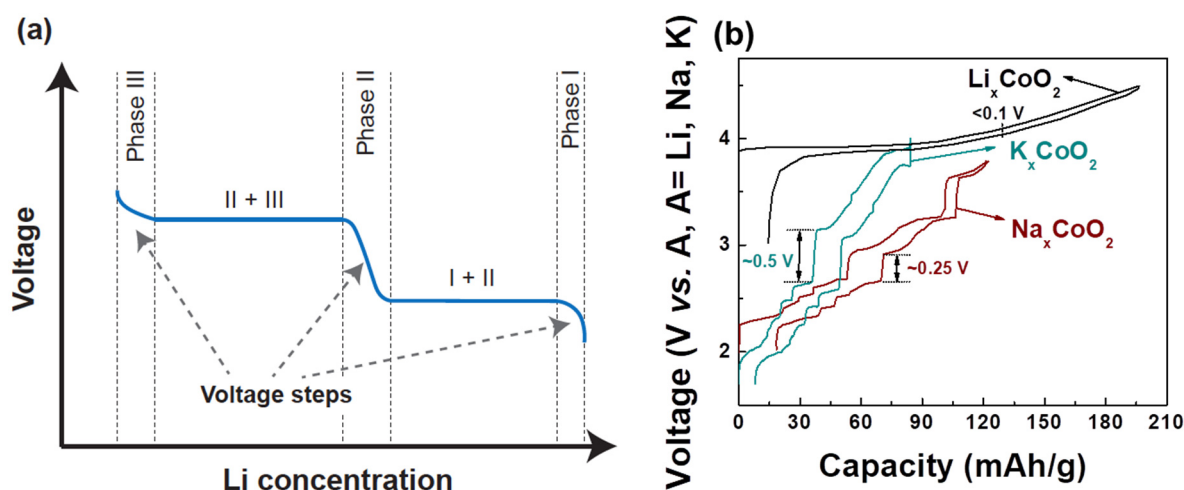 (a)
Voltage
Phase III
Phase II
Phase I
II + III
I + II
Voltage steps
Li concentration
(b)
Voltage (V vs. A, A= Li, Na, K)
4
3
2
LiₓCoO₂
<0.1 V
KₓCoO₂
NaₓCoO₂
~0.5 V
~0.25 V
0 30 60 90 120 150 180 210
Capacity (mAh/g)